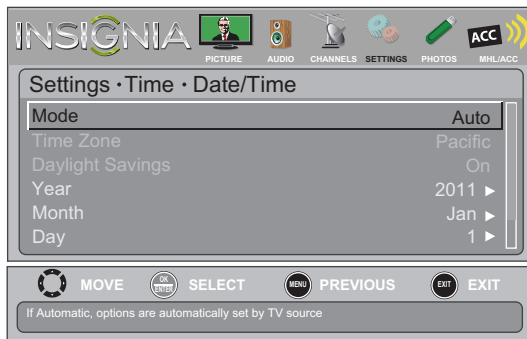 INSIGNIA
PICTURE AUDIO CHANNELS SETTINGS PHOTOS MHL/ACC
ACC
Settings · Time · Date/Time
Mode Auto
Time Zone Pacific
Daylight Savings On
Year 2011 ►
Month Jan ►
Day 1 ►
MOVE OK ENTER SELECT MENU PREVIOUS EXIT EXIT
If Automatic, options are automatically set by TV source